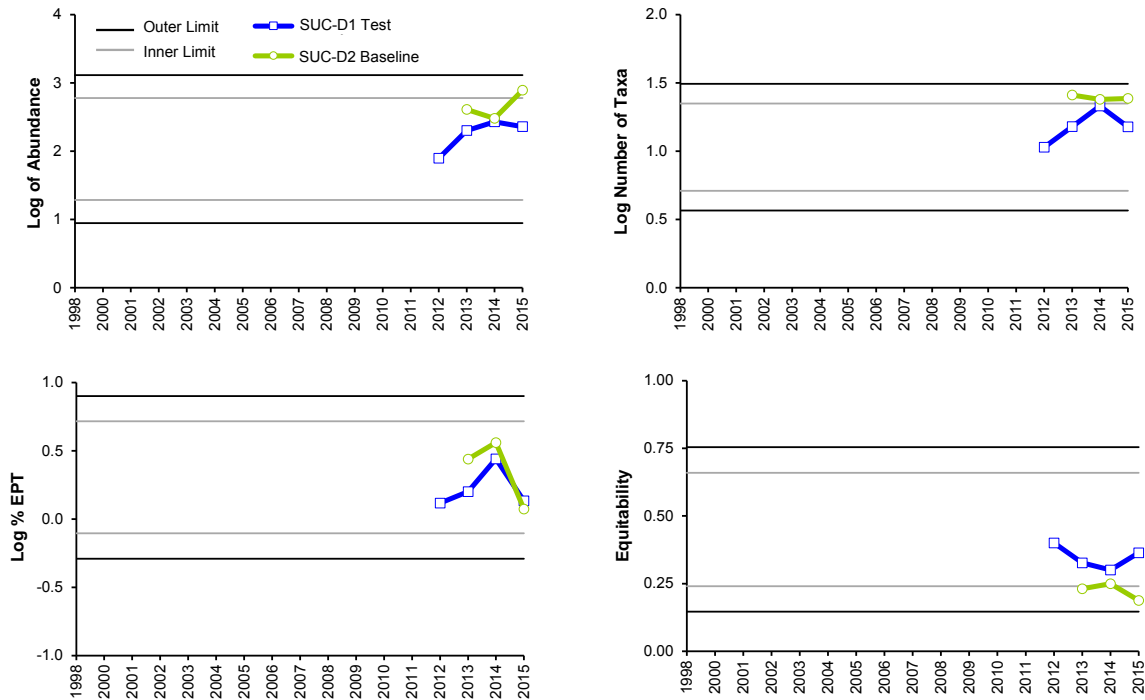 Outer Limit
Inner Limit
SUC-D1 Test
SUC-D2 Baseline
Log of Abundance
4
3
2
1
0
1998 2000 2001 2002 2003 2004 2005 2006 2007 2008 2009 2010 2011 2012 2013 2014 2015
Log Number of Taxa
2.0
1.5
1.0
0.5
0.0
1998 2000 2001 2002 2003 2004 2005 2006 2007 2008 2009 2010 2011 2012 2013 2014 2015
Log % EPT
1.0
0.5
0.0
-0.5
-1.0
1998 2000 2001 2002 2003 2004 2005 2006 2007 2008 2009 2010 2011 2012 2013 2014 2015
Equitability
1.00
0.75
0.50
0.25
0.00
1998 2000 2001 2002 2003 2004 2005 2006 2007 2008 2009 2010 2011 2012 2013 2014 2015